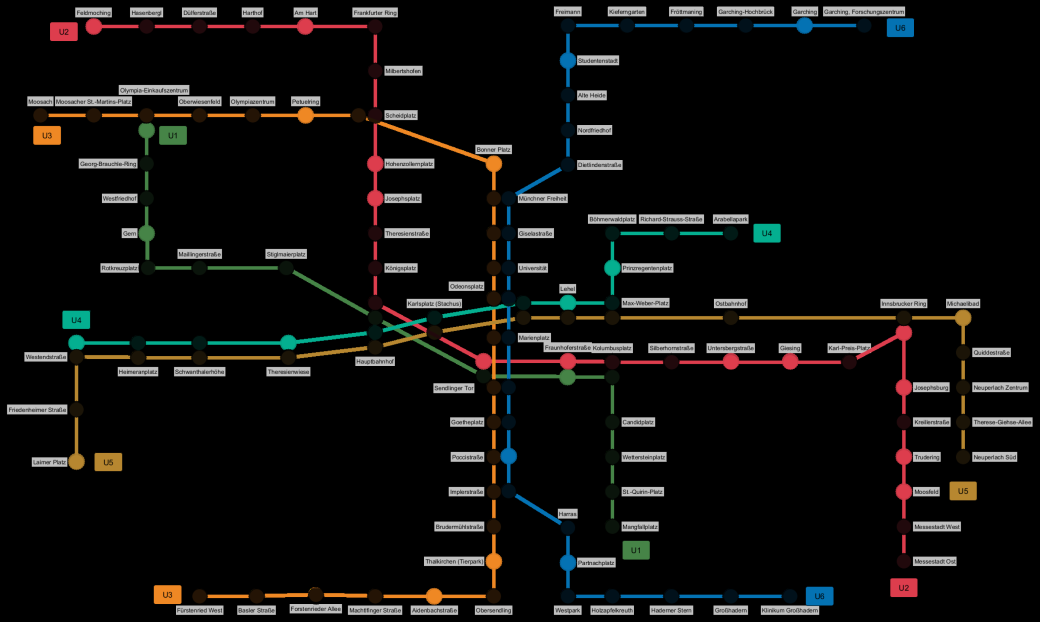 Feldmoching
Hasenbergl
Dülferstraße
Harthof
Am Hart
Frankfurter Ring
U2
Freimann
Kieferngarten
Fröttmaning
Garching-Hochbrück
Garching
Garching, Forschungszentrum
U6
Studentenstadt
Milbertshofen
Olympia-Einkaufszentrum
Moosach
Moosacher St.-Martins-Platz
Oberwiesenfeld
Olympiazentrum
Petuelring
Alte Heide
Scheidplatz
U3
U1
Nordfriedhof
Bonner Platz
Georg-Brauchle-Ring
Hohenzollernplatz
Dietlindenstraße
Westfriedhof
Josephsplatz
Münchner Freiheit
Böhmerwaldplatz
Richard-Strauss-Straße
Arabellapark
Gern
Theresienstraße
Giselastraße
U4
Maillingerstraße
Stiglmaierplatz
Rotkreuzplatz
Königsplatz
Universität
Prinzregentenplatz
Odeonsplatz
Lehel
Karlsplatz (Stachus)
Max-Weber-Platz
Ostbahnhof
Innsbrucker Ring
Michaelibad
U4
Marienplatz
Fraunhoferstraße
Kolumbusplatz
Silberhornstraße
Untersbergstraße
Giesing
Karl-Preis-Platz
Quiddestraße
Westendstraße
Heimeranplatz
Schwanthalerhöhe
Theresienwiese
Hauptbahnhof
Sendlinger Tor
Josephsburg
Neuperlach Zentrum
Friedenheimer Straße
Goetheplatz
Candidplatz
Kreillerstraße
Therese-Giehse-Allee
Laimer Platz
U5
Poccistraße
Wettersteinplatz
Trudering
Neuperlach Süd
Implerstraße
St.-Quirin-Platz
Moosfeld
U5
Harras
Brudermühlstraße
Mangfallplatz
Messestadt West
U1
Thalkirchen (Tierpark)
Partnachplatz
Messestadt Ost
U2
U3
U6
Fürstenried West
Basler Straße
Forstenrieder Allee
Machtlfinger Straße
Aidenbachstraße
Obersendling
Westpark
Holzapfelkreuth
Haderner Stern
Großhadern
Klinikum Großhadern